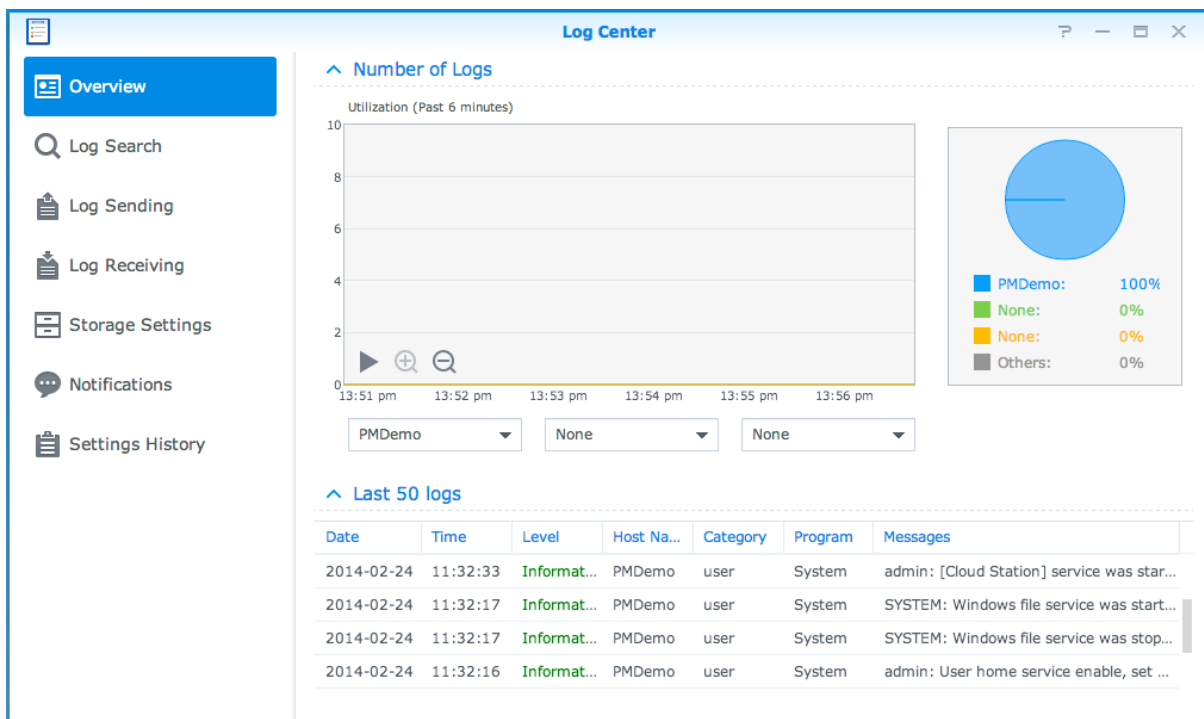 Log Center
Overview
Log Search
Log Sending
Log Receiving
Storage Settings
Notifications
Settings History
Number of Logs
Utilization (Past 6 minutes)
10
8
6
4
2
0
13:51 pm 13:52 pm 13:53 pm 13:54 pm 13:55 pm 13:56 pm
PMDemo None None
PMDemo: 100%
None: 0%
None: 0%
Others: 0%
Last 50 logs
Date Time Level Host Na... Category Program Messages
2014-02-24 11:32:33 Informat... PMDemo user System admin: [Cloud Station] service was star...
2014-02-24 11:32:17 Informat... PMDemo user System SYSTEM: Windows file service was start...
2014-02-24 11:32:17 Informat... PMDemo user System SYSTEM: Windows file service was stop...
2014-02-24 11:32:16 Informat... PMDemo user System admin: User home service enable, set ...